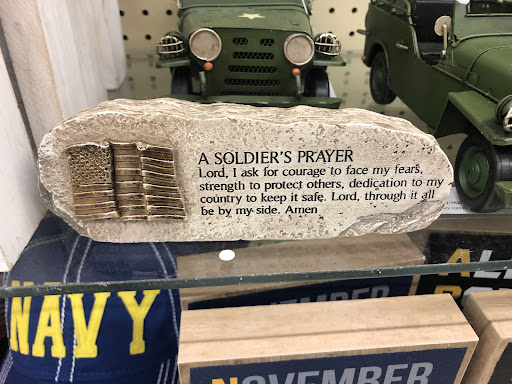 A SOLDIER'S PRAYER
Lord, I ask for courage to face my fears,
strength to protect others, dedication to my
country to keep it safe. Lord, through it all
be by my side. Amen
NAVY
NOVEMBER
NOVEMBER